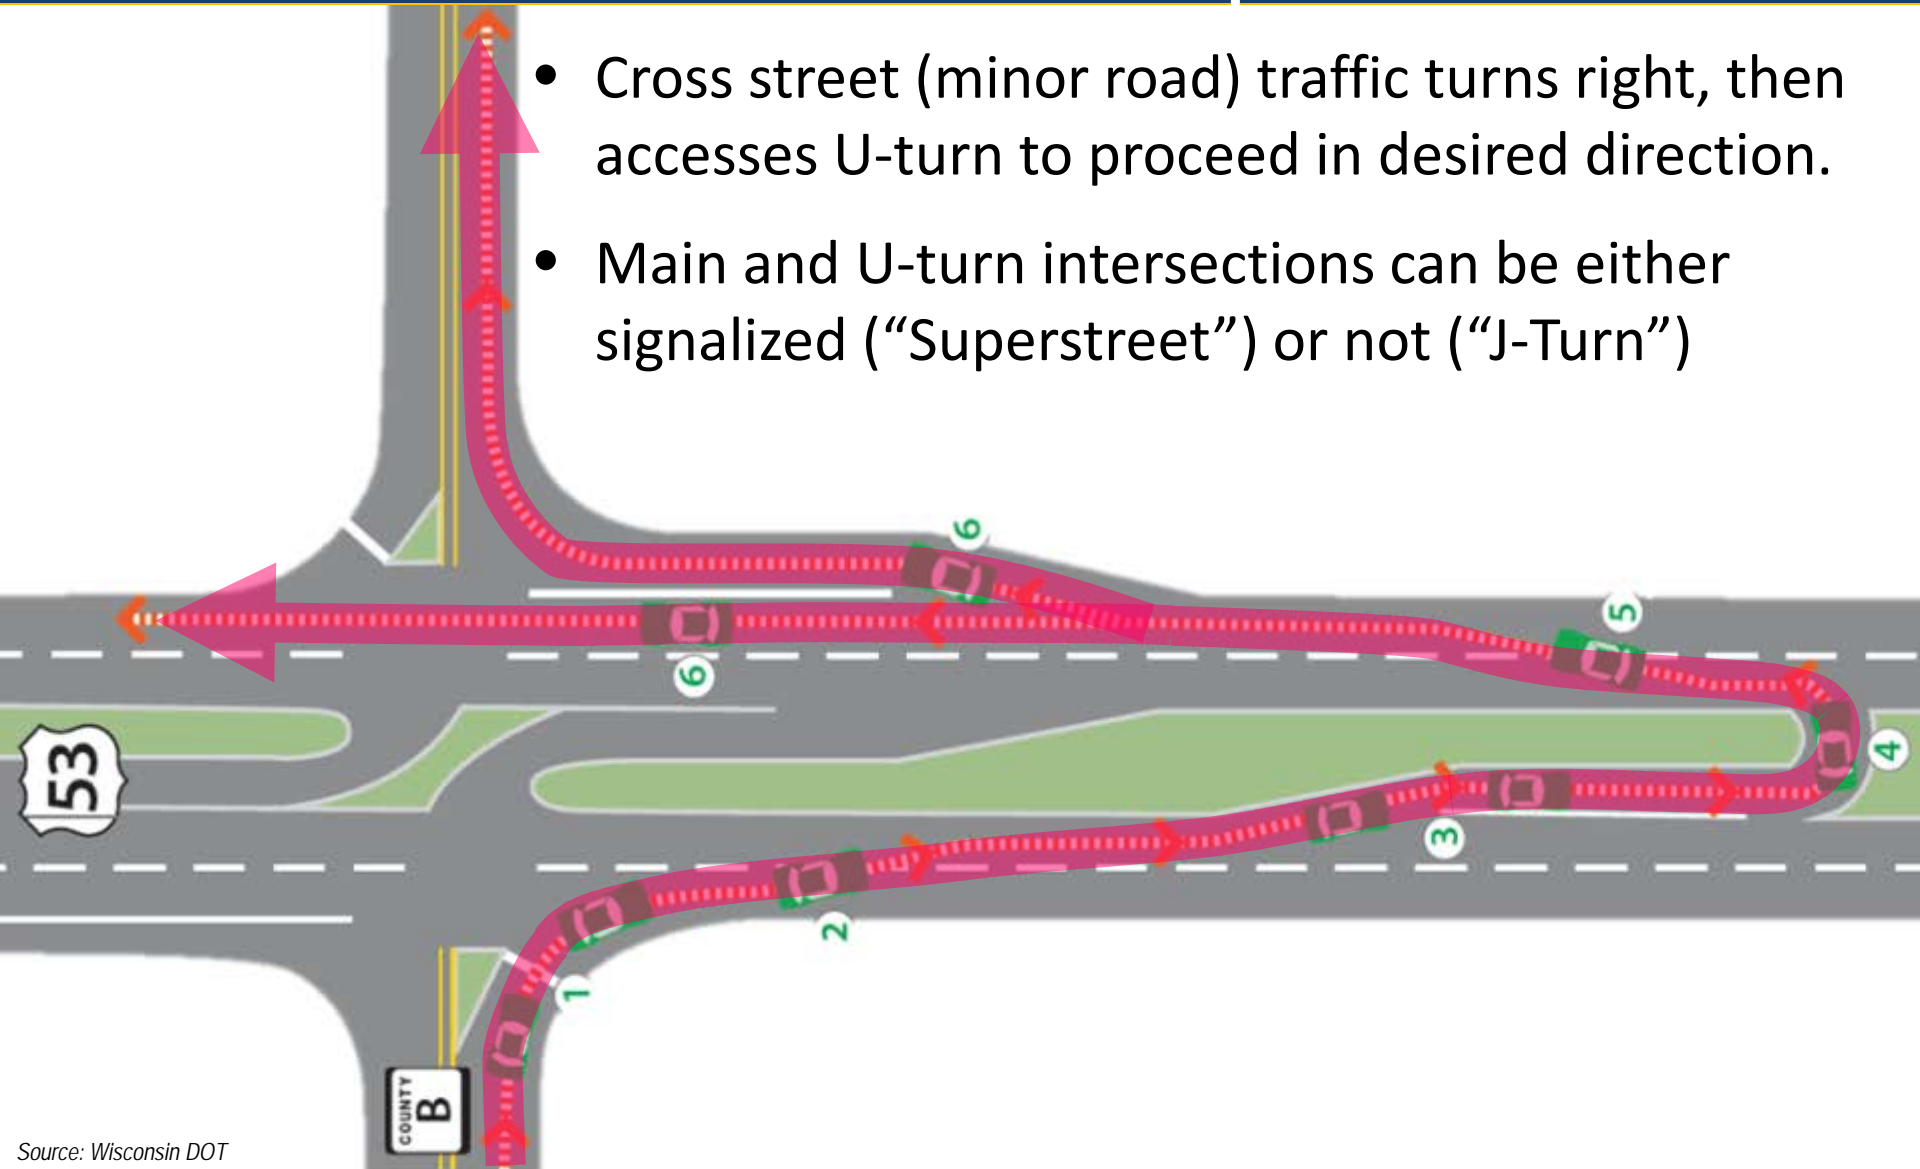 • Cross street (minor road) traffic turns right, then
accesses U-turn to proceed in desired direction.
• Main and U-turn intersections can be either
signalized (“Superstreet”) or not (“J-Turn”)
6
5
6
4
53
3
2
1
COUNTY
B
Source: Wisconsin DOT